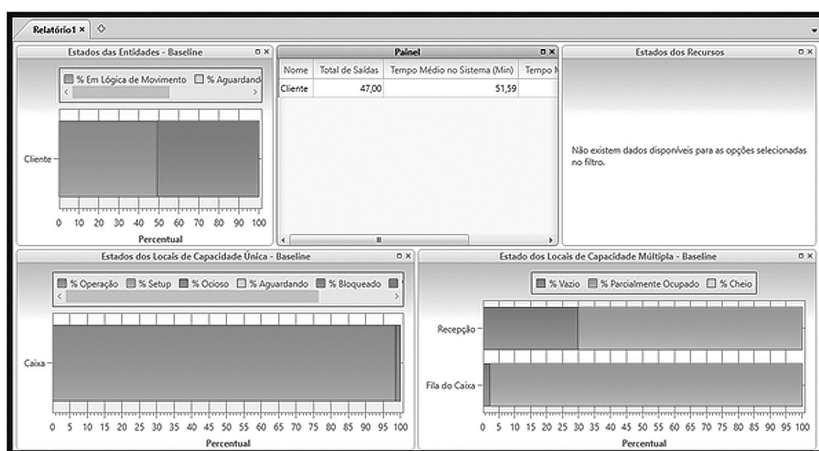 Relatório1 ×
Estados das Entidades - Baseline
% Em Lógica de Movimento % Aguardand
Cliente
0 10 20 30 40 50 60 70 80 90 100
Percentual
Painel
Nome Total de Saídas Tempo Médio no Sistema (Min) Tempo M
Cliente 47,00 51,59
Estados dos Recursos
Não existem dados disponíveis para as opções selecionadas
no filtro.
Estados dos Locais de Capacidade Única - Baseline
% Operação % Setup % Ocioso % Aguardando % Bloqueado
Caixa
0 5 10 15 20 25 30 35 40 45 50 55 60 65 70 75 80 85 90 95 100
Percentual
Estado dos Locais de Capacidade Múltipla - Baseline
% Vazio % Parcialmente Ocupado % Cheio
Recepção
Fila do Caixa
0 5 10 15 20 25 30 35 40 45 50 55 60 65 70 75 80 85 90 95 100
Percentual